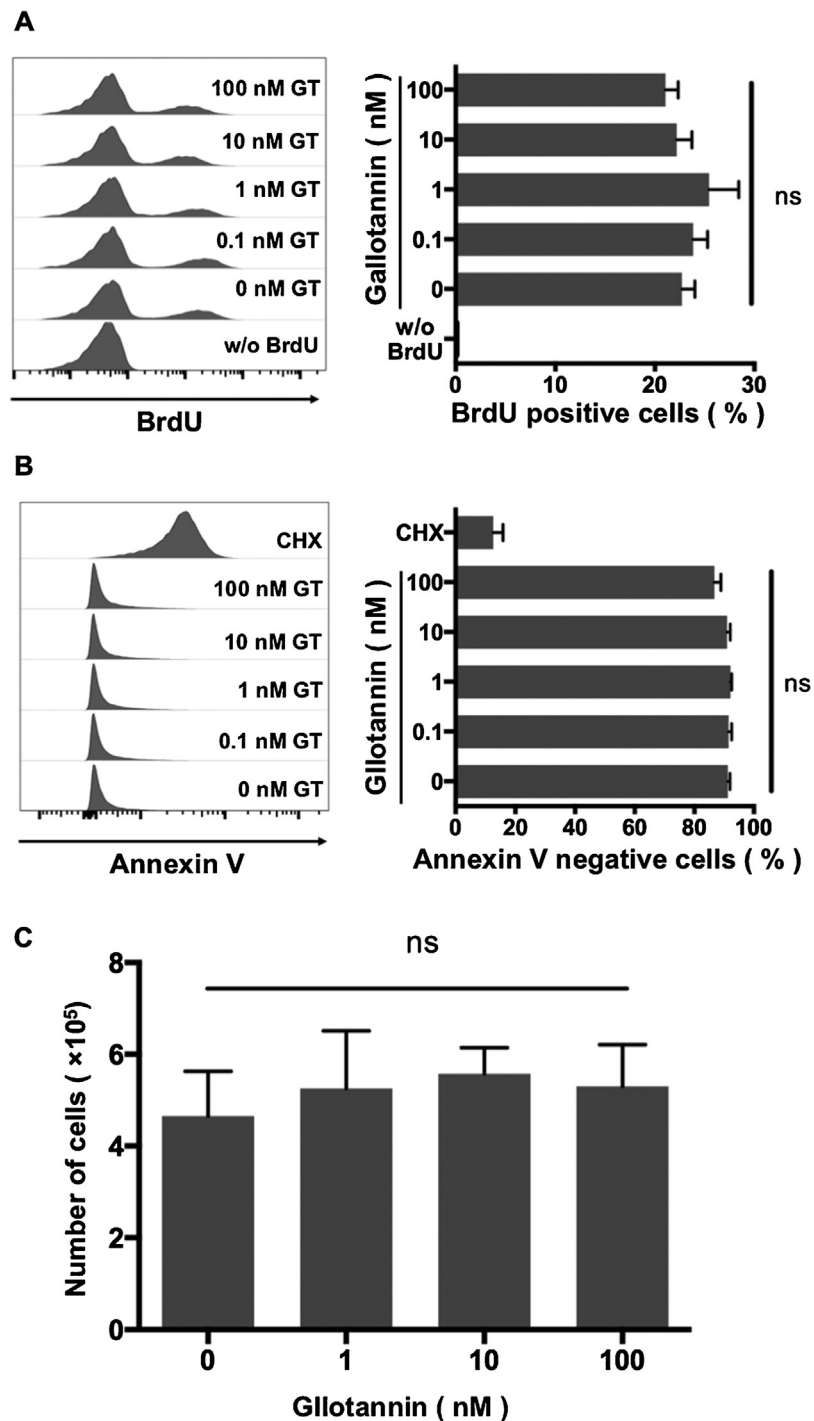 A
100 nM GT
10 nM GT
1 nM GT
0.1 nM GT
0 nM GT
w/o BrdU
BrdU
Gallotannin ( nM )
100
10
1
0.1
0
w/o
BrdU
ns
0 10 20 30
BrdU positive cells ( % )
B
CHX
100 nM GT
10 nM GT
1 nM GT
0.1 nM GT
0 nM GT
Annexin V
CHX
Gllotannin ( nM )
100
10
1
0.1
0
ns
0 20 40 60 80 100
Annexin V negative cells ( % )
C
ns
Number of cells ( ×10⁵)
8
6
4
2
0
0 1 10 100
Gllotannin ( nM )